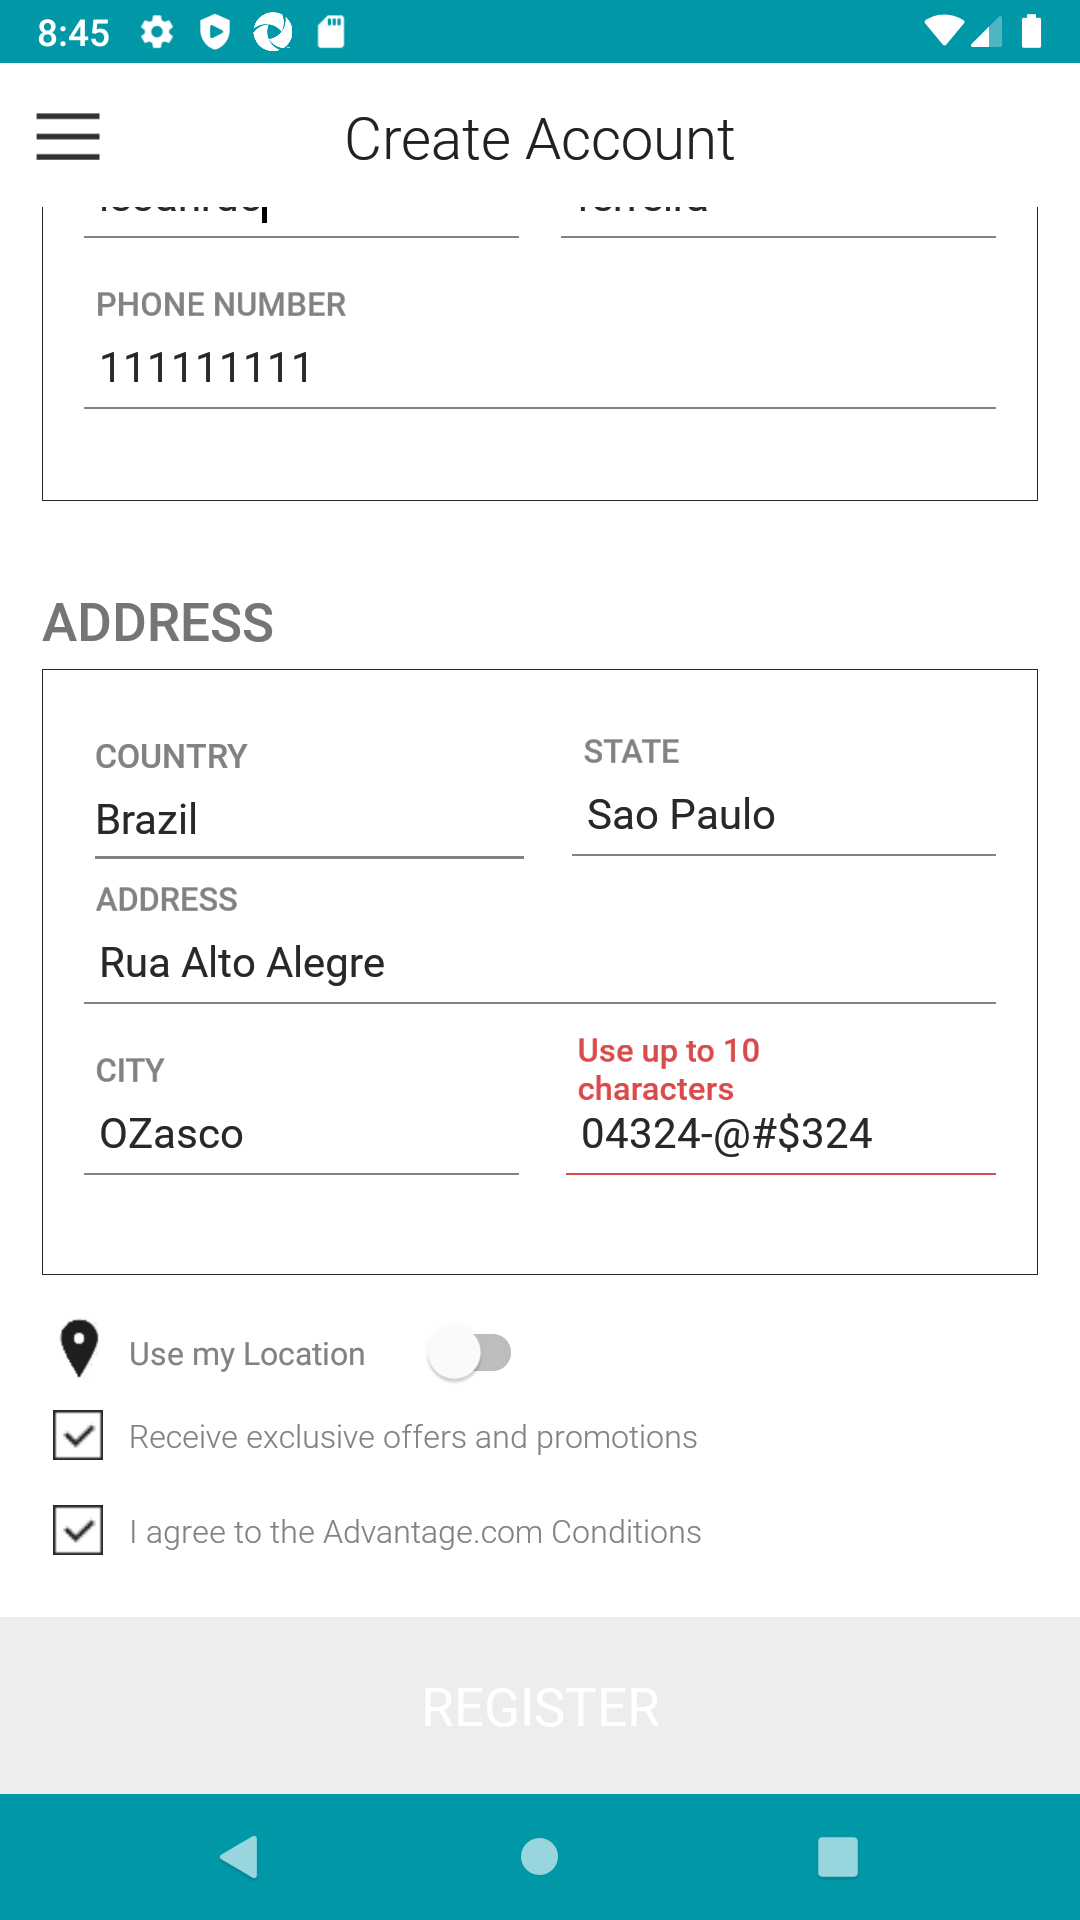 8:45
Create Account
PHONE NUMBER
111111111
ADDRESS
COUNTRY
Brazil
STATE
Sao Paulo
ADDRESS
Rua Alto Alegre
CITY
OZasco
Use up to 10
characters
04324-@#$324
Use my Location
Receive exclusive offers and promotions
I agree to the Advantage.com Conditions
REGISTER